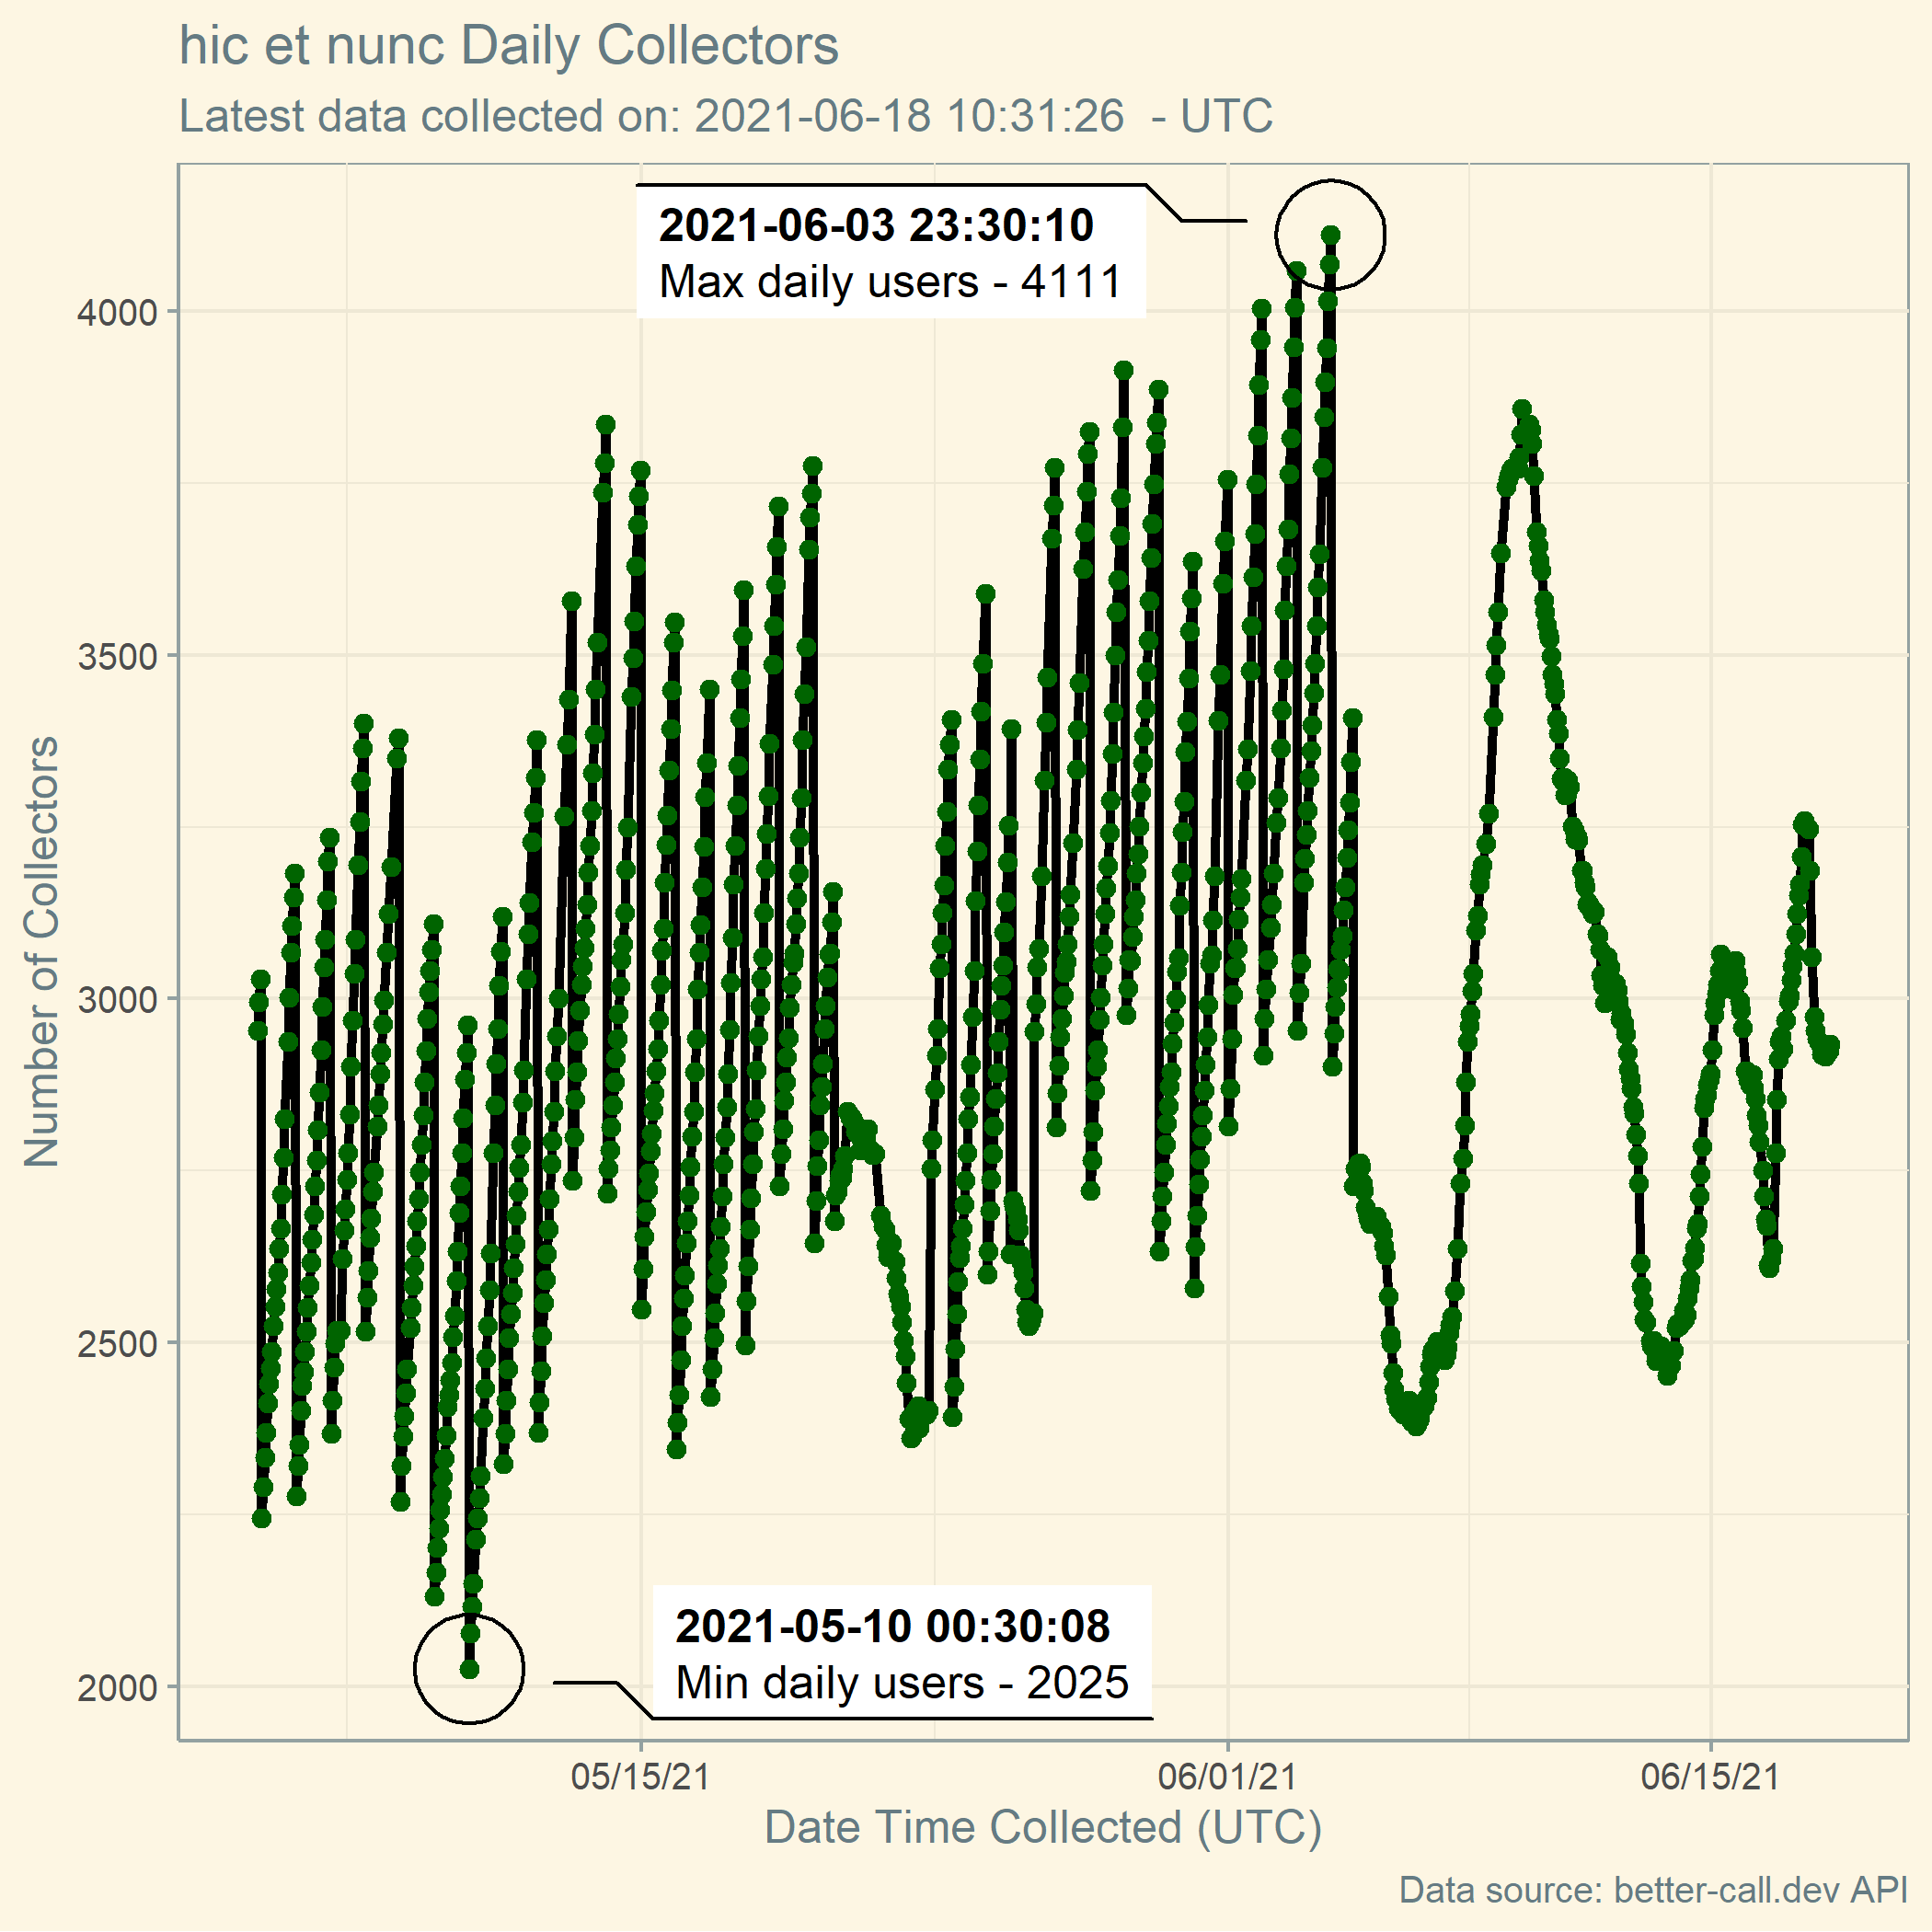 hic et nunc Daily Collectors
Latest data collected on: 2021-06-18 10:31:26  - UTC
2021-06-03 23:30:10
Max daily users - 4111
4000
3500
3000
2500
2000
Number of Collectors
2021-05-10 00:30:08
Min daily users - 2025
05/15/21
06/01/21
06/15/21
Date Time Collected (UTC)
Data source: better-call.dev API